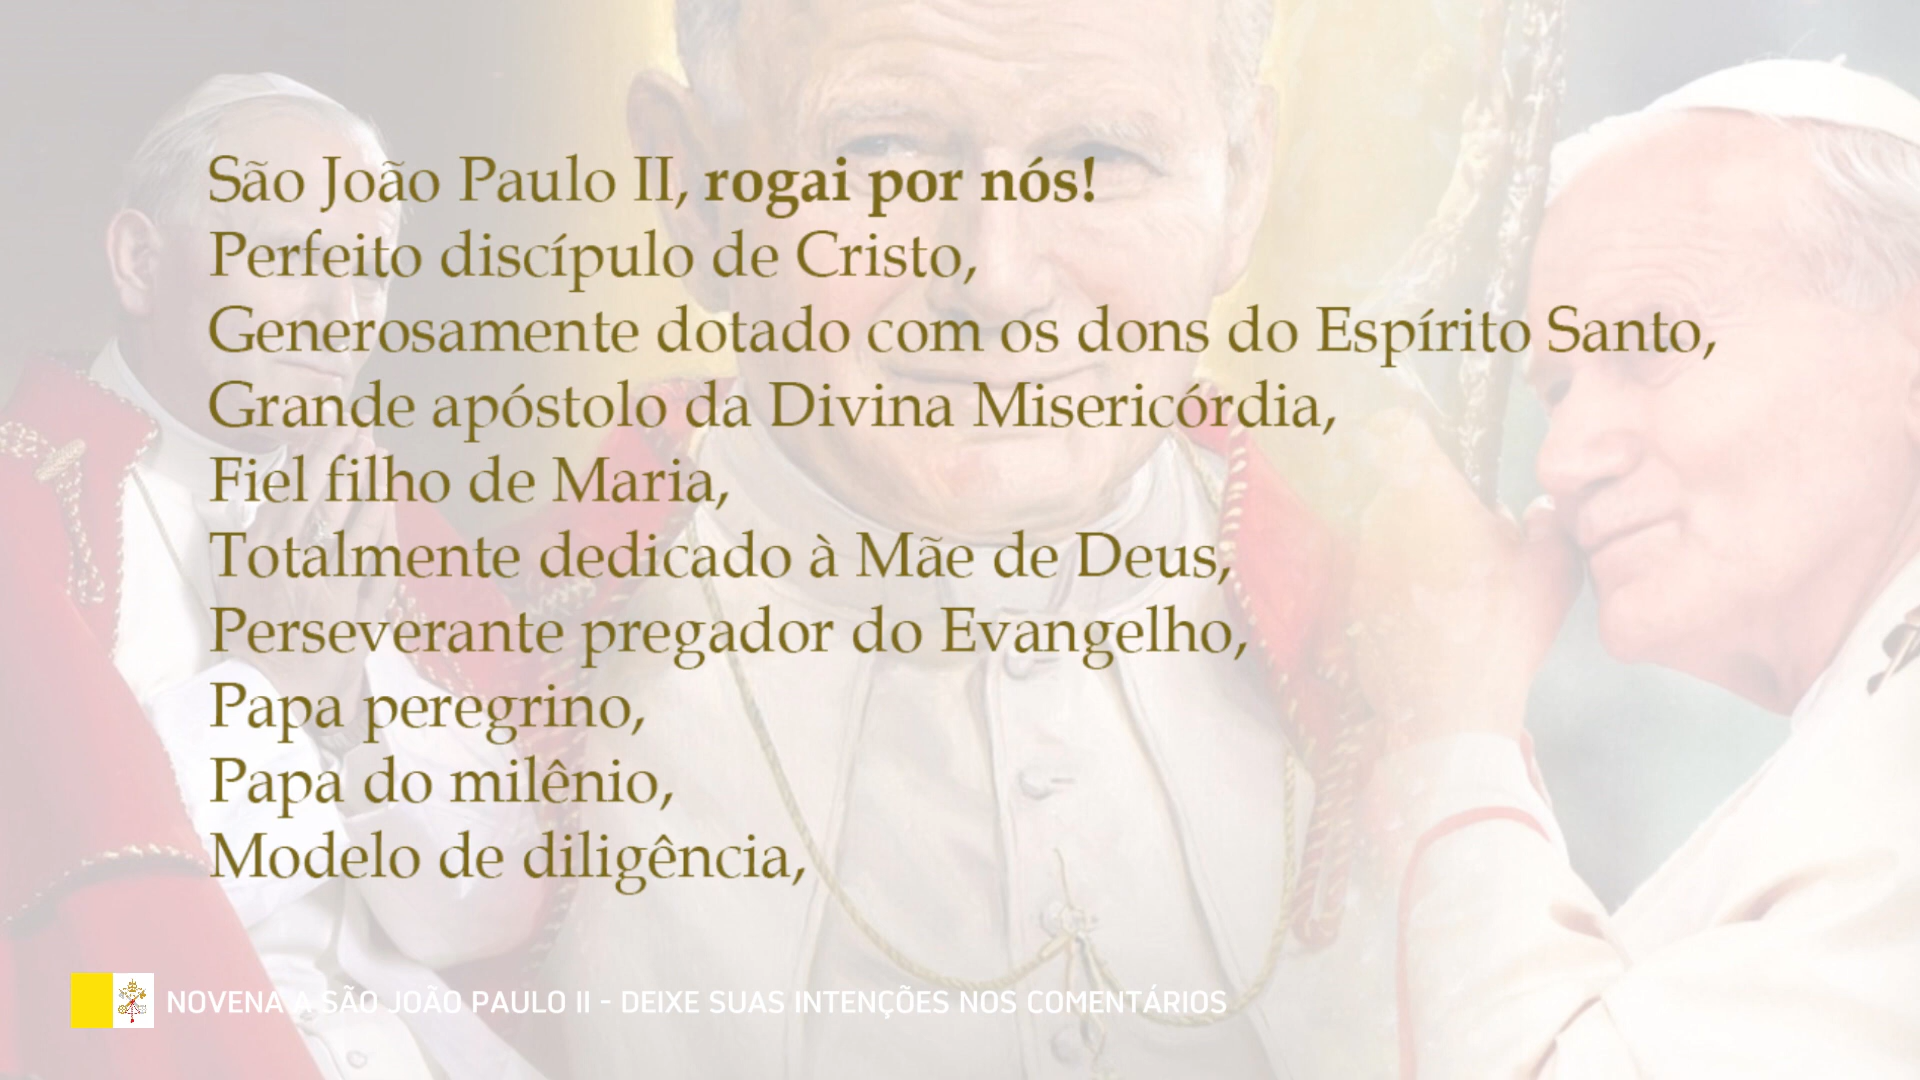 São João Paulo II, rogai por nós!
Perfeito discípulo de Cristo,
Generosamente dotado com os dons do Espírito Santo,
Grande apóstolo da Divina Misericórdia,
Fiel filho de Maria,
Totalmente dedicado à Mãe de Deus,
Perseverante pregador do Evangelho,
Papa peregrino,
Papa do milênio,
Modelo de diligência,
NOVENA A SÃO JOÃO PAULO II - DEIXE SUAS INTENÇÕES NOS COMENTÁRIOS